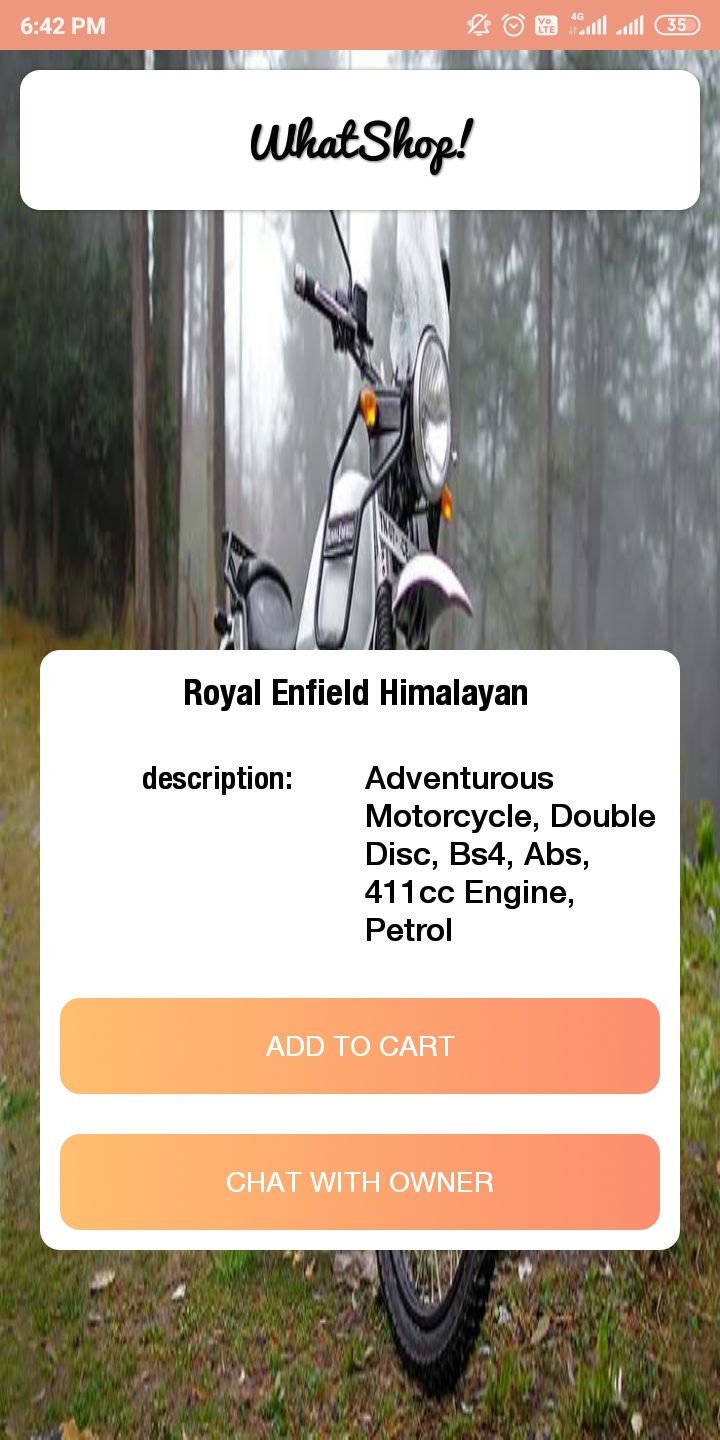 6:42 PM
Vo LTE
4G
35
WhatShop!
Royal Enfield Himalayan
description:
Adventurous
Motorcycle, Double
Disc, Bs4, Abs,
411cc Engine,
Petrol
ADD TO CART
CHAT WITH OWNER